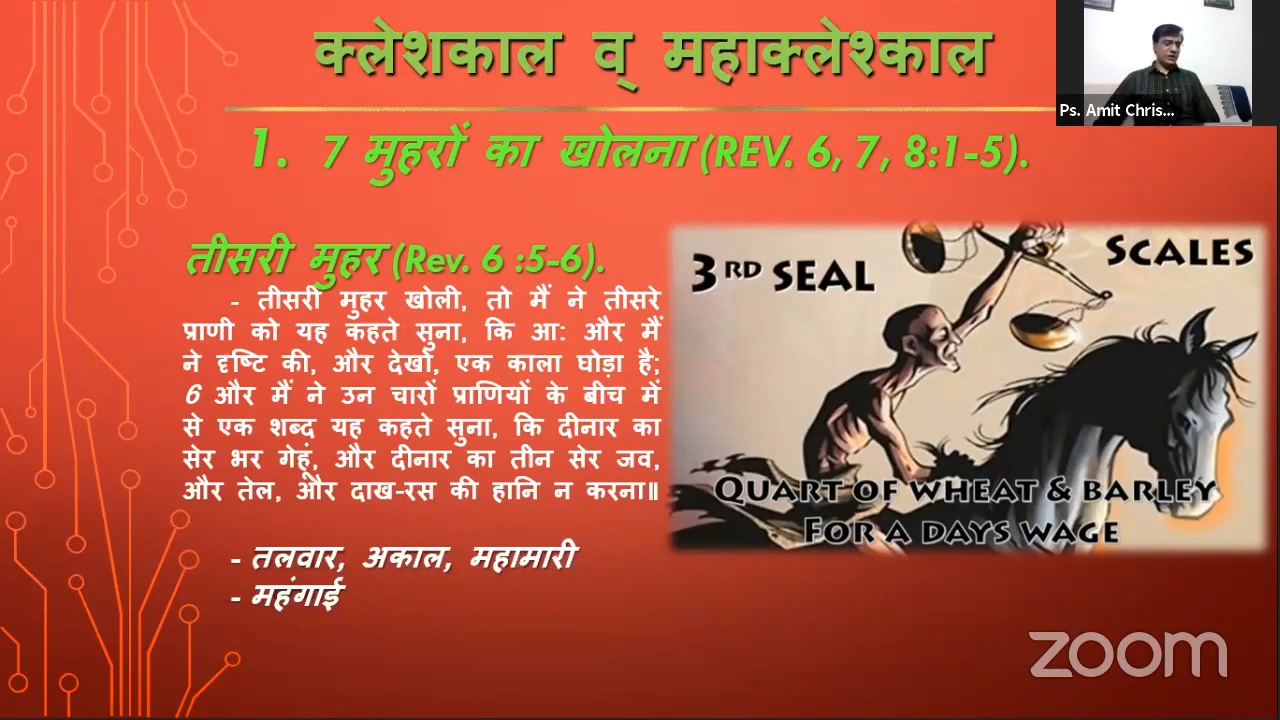 क्लेशकाल व् महाक्लेश्काल
Ps. Amit Chris...
1. 7 मुहरों का खोलना (REV. 6, 7, 8:1-5).
तीसरी मुहर (Rev. 6 :5-6).
- तीसरी मुहर खोली, तो मैं ने तीसरे
प्राणी को यह कहते सुना, कि आ: और मैं
ने दृष्टि की, और देखो, एक काला घोड़ा है;
6 और मैं ने उन चारों प्राणियों के बीच में
से एक शब्द यह कहते सुना, कि दीनार का
सेर भर गेहूं, और दीनार का तीन सेर जव,
और तेल, और दाख-रस की हानि न करना॥
- तलवार, अकाल, महामारी
- महंगाई
3RD SEAL
SCALES
QUART OF WHEAT & BARLEY
FOR A DAYS WAGE
zoom